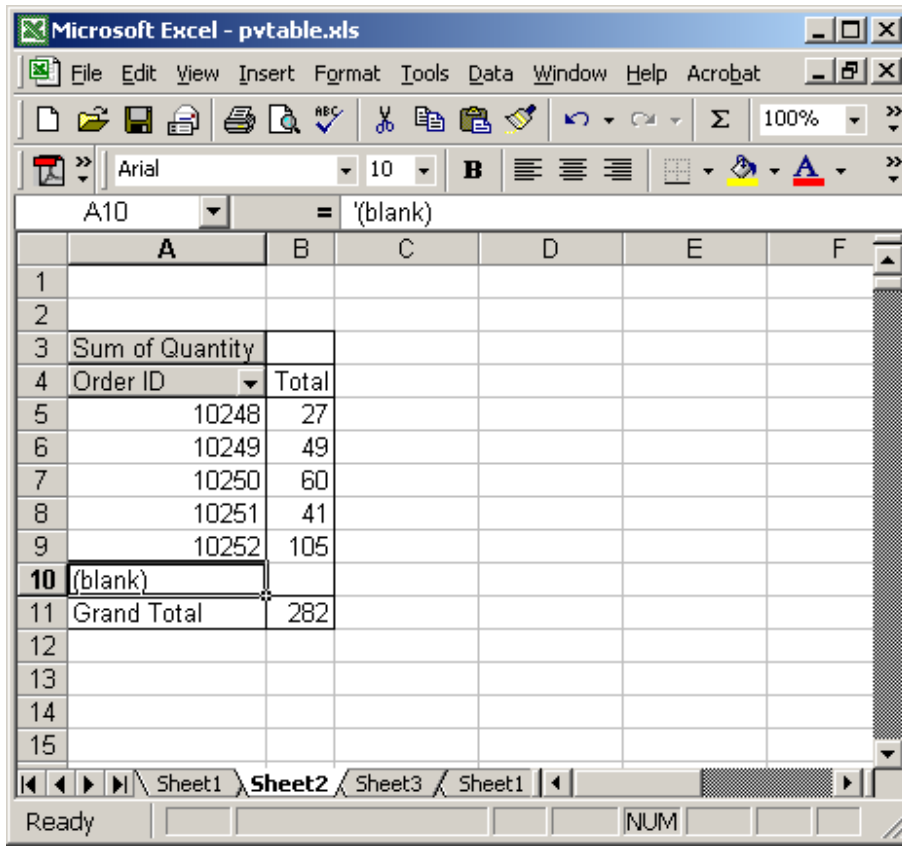 Microsoft Excel - pvtable.xls
File Edit View Insert Format Tools Data Window Help Acrobat
ABC Σ 100% »
» Arial 10 B A »
A10 = '(blank)
A B C D E F
1
2
3 Sum of Quantity
4 Order ID Total
5 10248 27
6 10249 49
7 10250 60
8 10251 41
9 10252 105
10 (blank)
11 Grand Total 282
12
13
14
15
Sheet1 Sheet2 Sheet3 Sheet1
Ready NUM